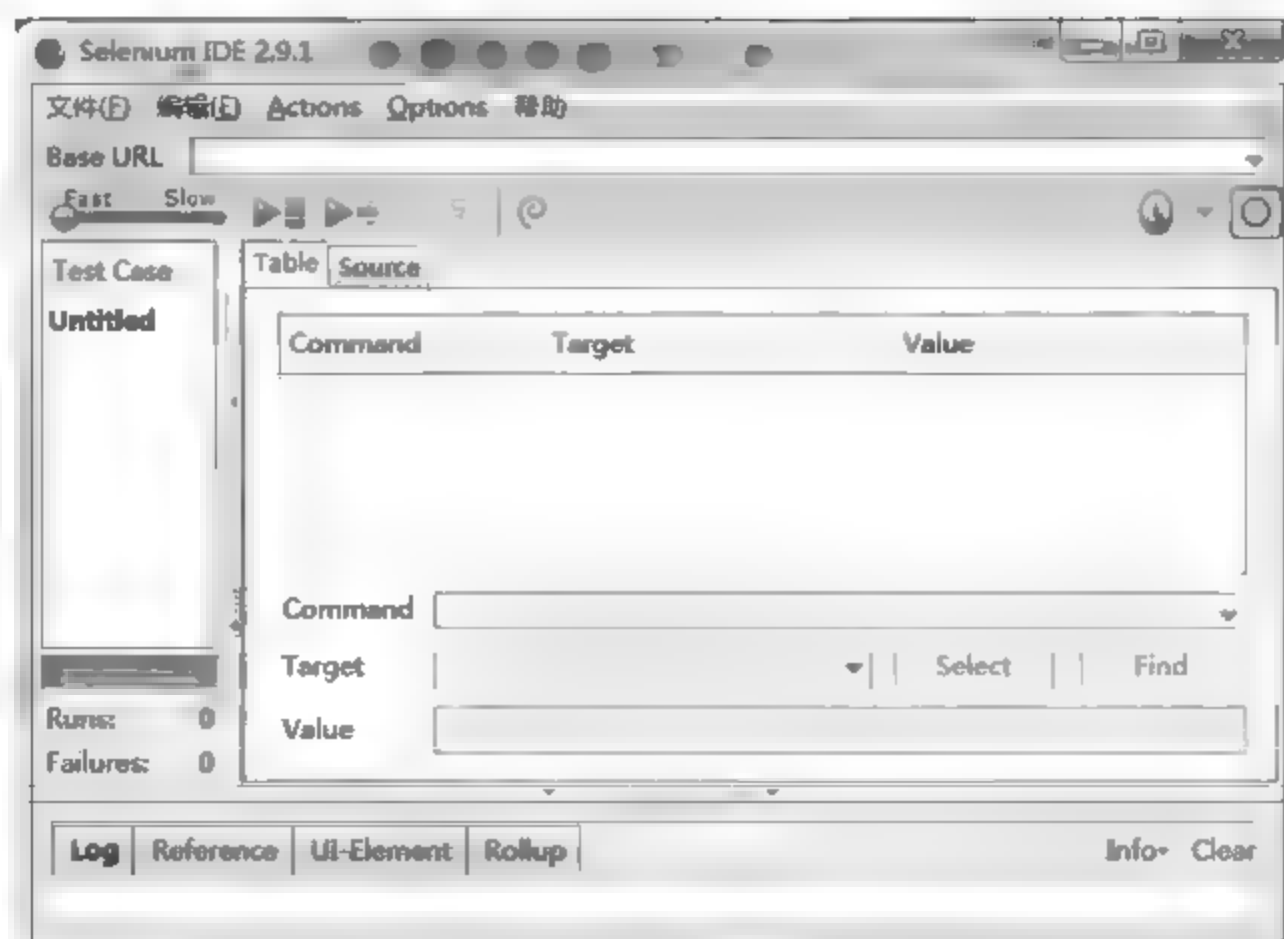 Selenium IDE 2.9.1
文件(F) 编辑(E) Actions Options 帮助
Base URL
Fast Slow
Test Case
Untitled
Table Source
Command Target Value
Command
Target Select Find
Value
Runs: 0
Failures: 0
Log Reference UI-Element Rollup Info Clear